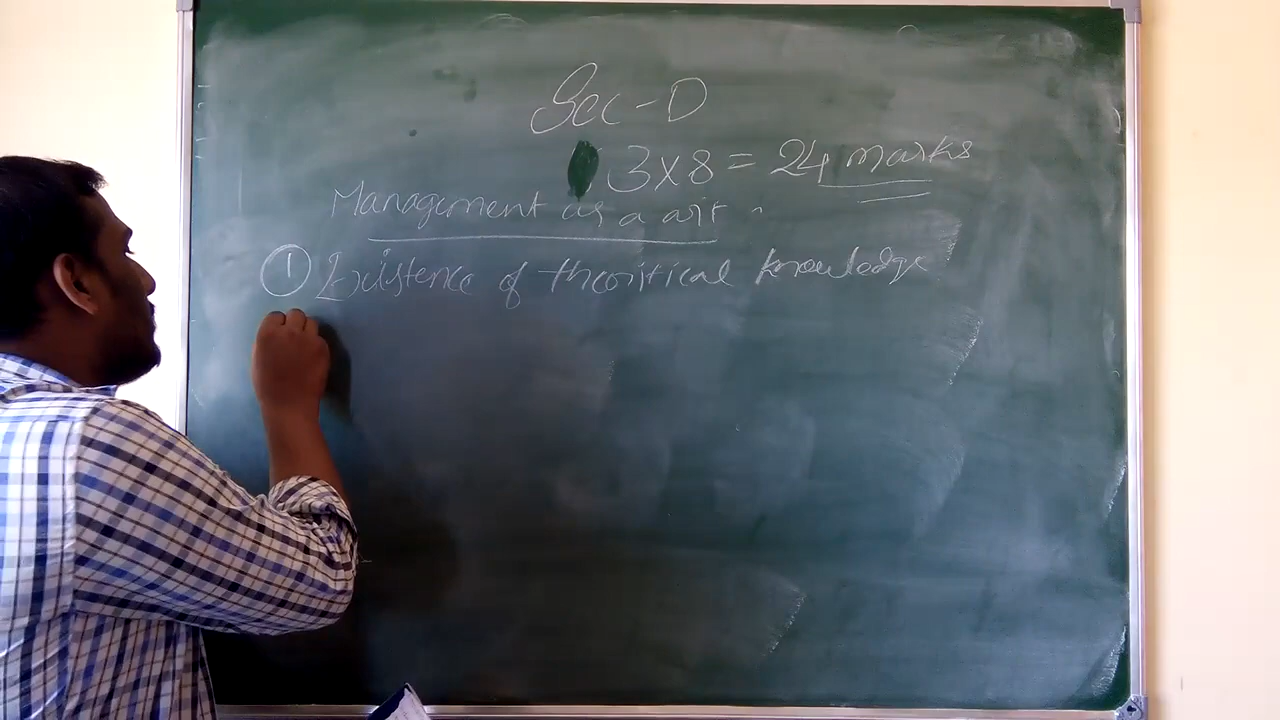 Sec - D
3x8 = 24 marks
Management as a art
① Existence of theoritical knowledge